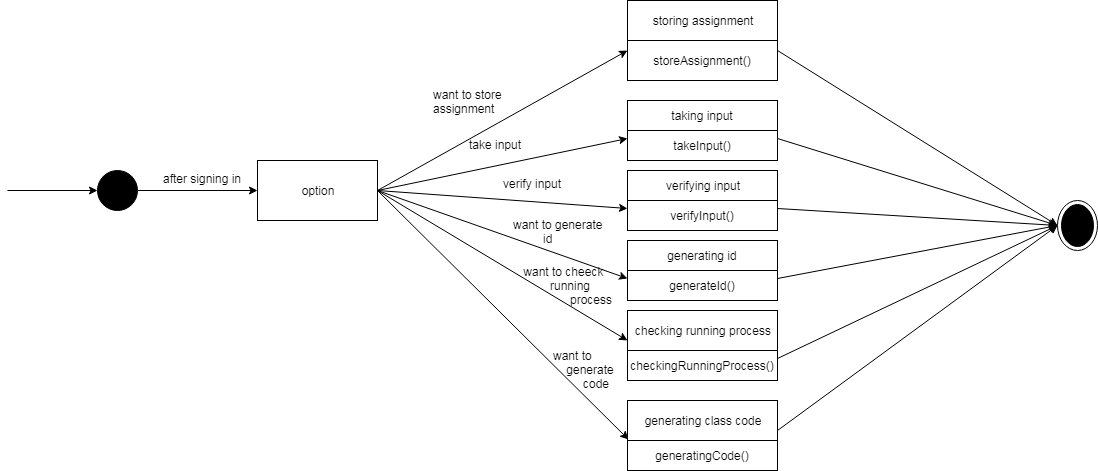 storing assignment
storeAssignment()
want to store
assignment
taking input
takeInput()
take input
after signing in
option
verify input
verifying input
verifyInput()
want to generate
id
generating id
generateId()
want to cheeck
running
process
checking running process
checkingRunningProcess()
want to
generate
code
generating class code
generatingCode()